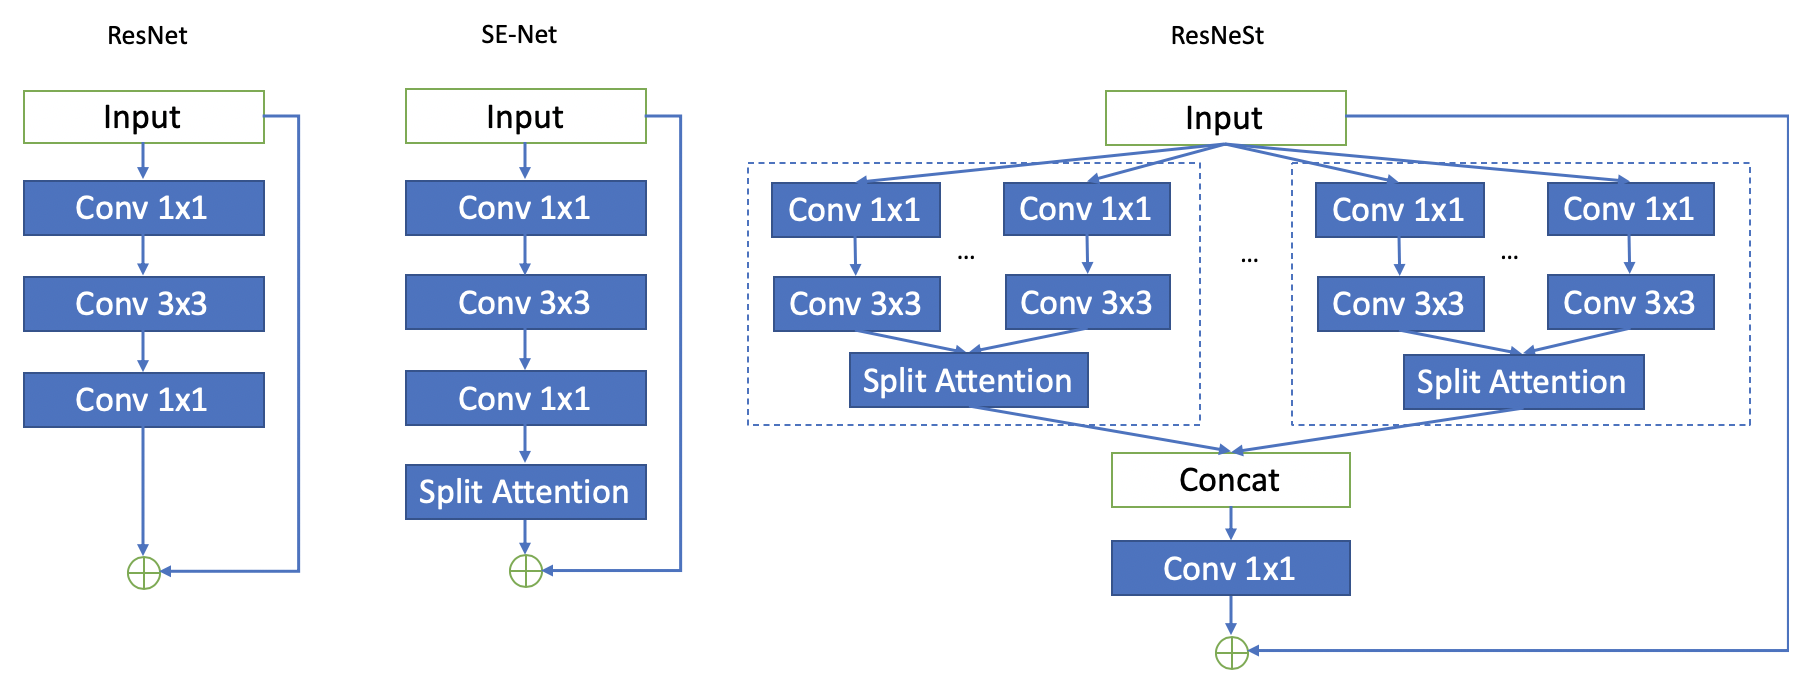 ResNet
Input
Conv 1x1
Conv 3x3
Conv 1x1
SE-Net
Input
Conv 1x1
Conv 3x3
Conv 1x1
Split Attention
ResNeSt
Input
Conv 1x1
Conv 1x1
Conv 1x1
Conv 1x1
...
...
...
Conv 3x3
Conv 3x3
Conv 3x3
Conv 3x3
Split Attention
Split Attention
Concat
Conv 1x1